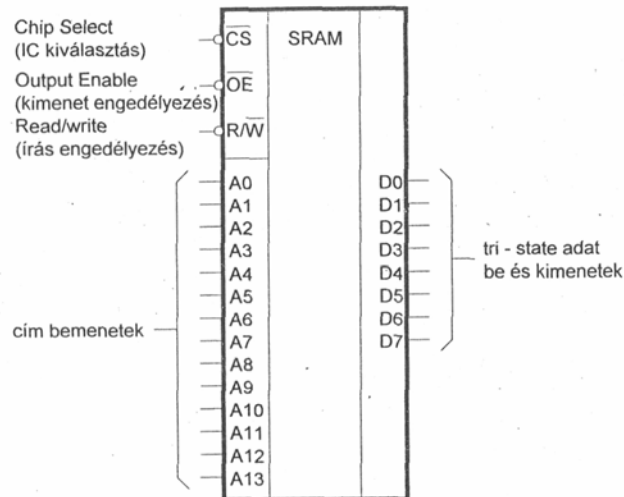 Chip Select
(IC kiválasztás)
Output Enable
(kimenet engedélyezés)
Read/write
(írás engedélyezés)
CS
SRAM
OE
R/W
A0
A1
A2
A3
A4
A5
A6
A7
A8
A9
A10
A11
A12
A13
cím bemenetek
D0
D1
D2
D3
D4
D5
D6
D7
tri - state adat
be és kimenetek